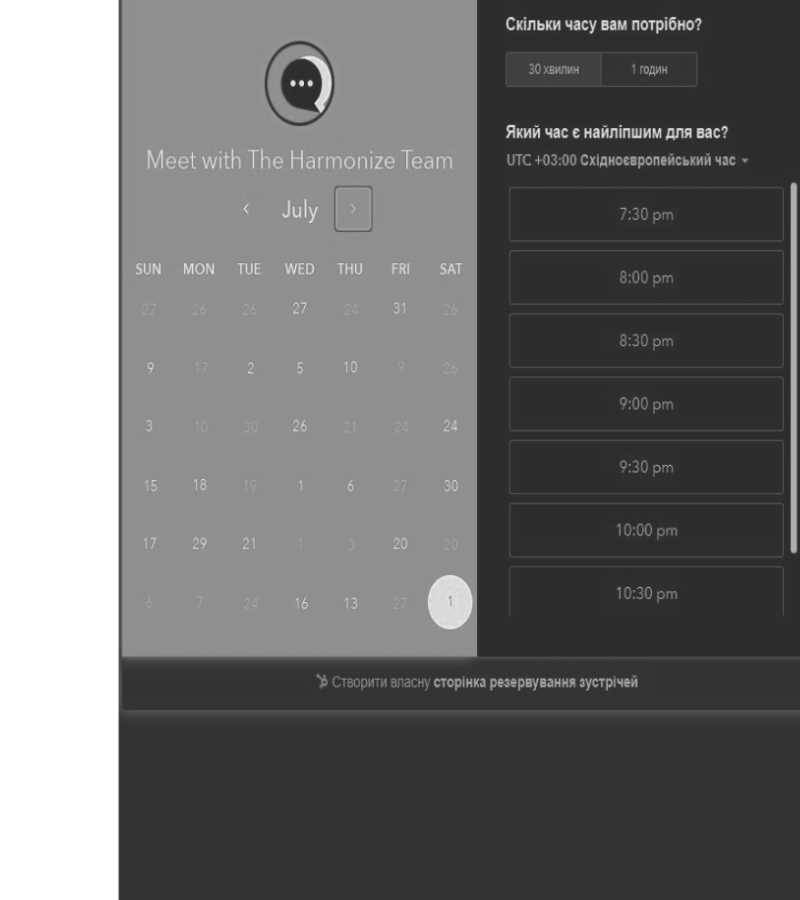 Meet with The Harmonize Team
‹ July ›
SUN MON TUE WED THU FRI SAT
27 26 26 27 24 31 26
9 17 2 5 10 9 26
3 10 30 26 21 24 24
15 18 19 1 6 27 30
17 29 21 1 3 20 20
6 7 24 16 13 27 1
Скільки часу вам потрібно?
30 хвилин 1 годин
Який час є найліпшим для вас?
UTC +03:00 Східноєвропейський час
7:30 pm
8:00 pm
8:30 pm
9:00 pm
9:30 pm
10:00 pm
10:30 pm
Створити власну сторінка резервування зустрічей